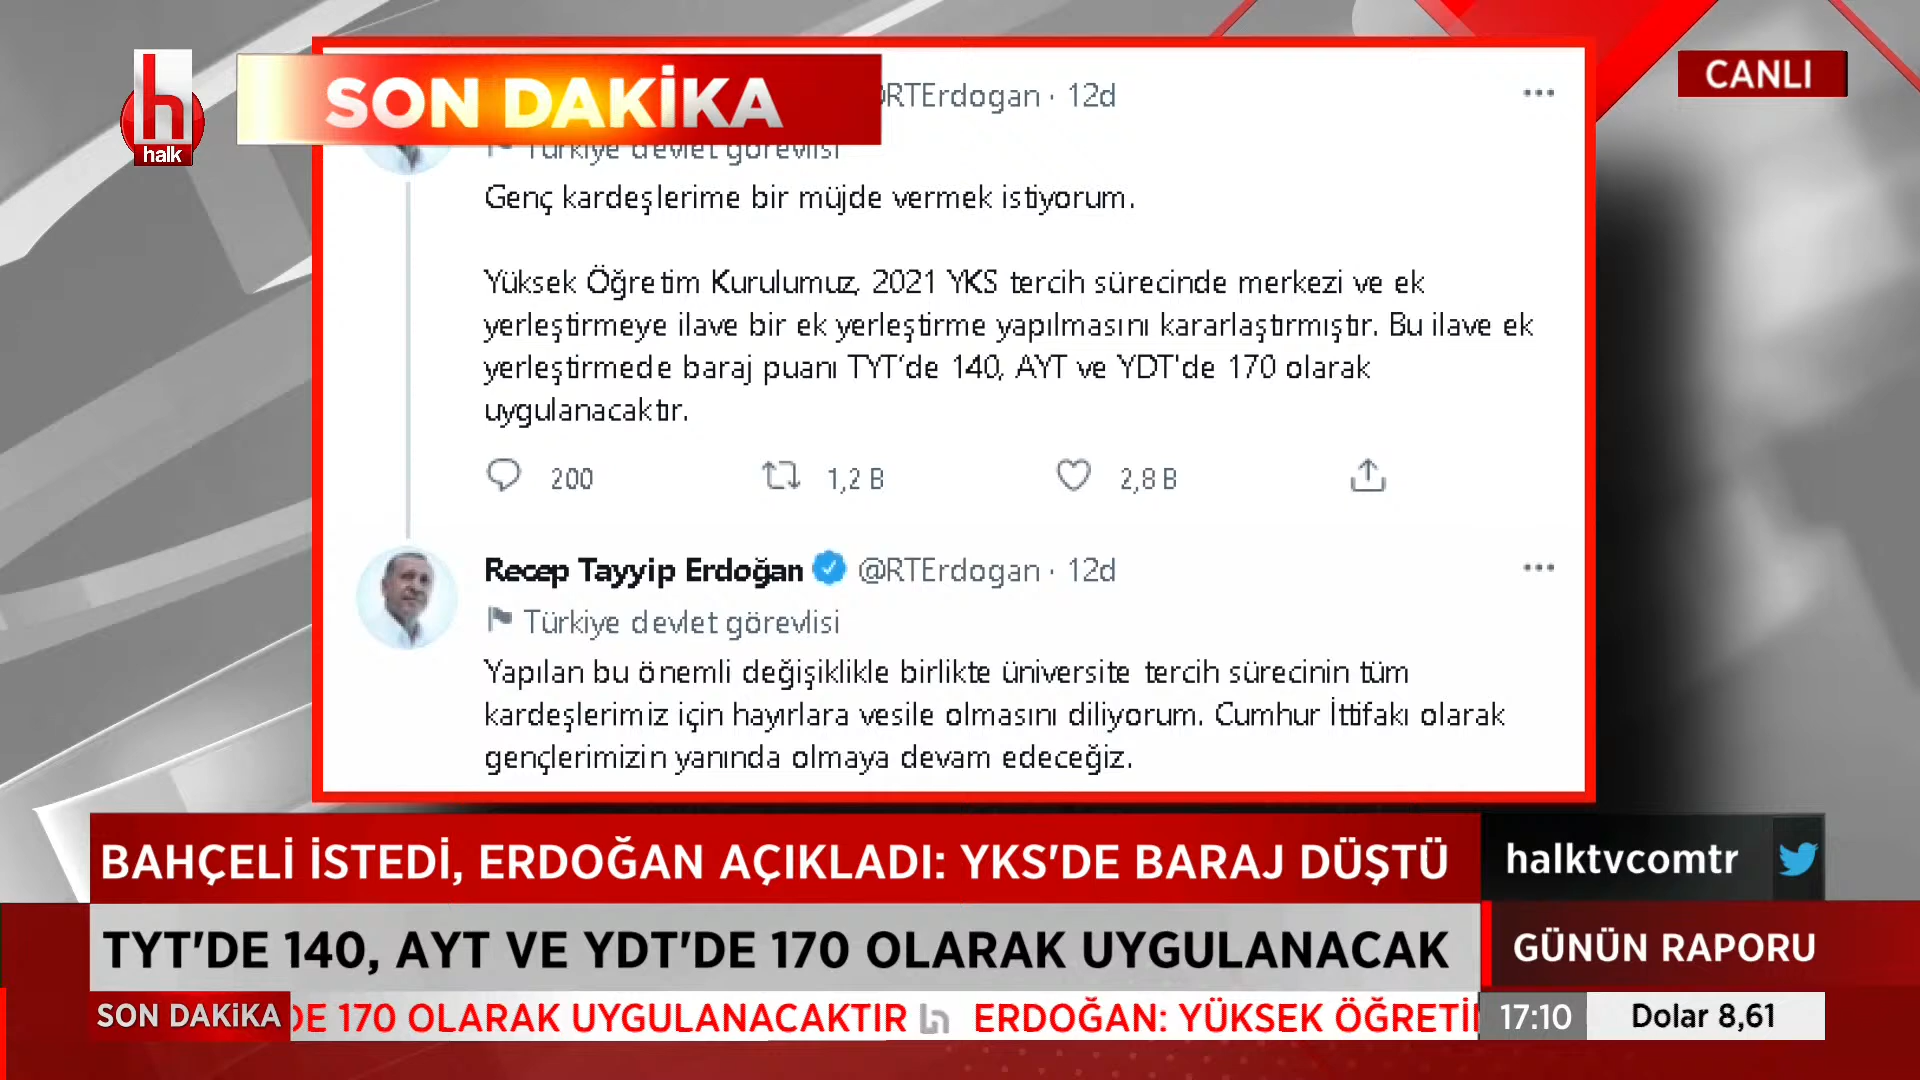 h
halk
SON DAKİKA
RTErdogan · 12d
CANLI
Türkiye devlet görevlisi
Genç kardeşlerime bir müjde vermek istiyorum.
Yüksek Öğretim Kurulumuz, 2021 YKS tercih sürecinde merkezi ve ek
yerleştirmeye ilave bir ek yerleştirme yapılmasını kararlaştırmıştır. Bu ilave ek
yerleştirmede baraj puanı TYT'de 140, AYT ve YDT'de 170 olarak
uygulanacaktır.
200 1,2 B 2,8 B
Recep Tayyip Erdoğan @RTErdogan · 12d
Türkiye devlet görevlisi
Yapılan bu önemli değişiklikle birlikte üniversite tercih sürecinin tüm
kardeşlerimiz için hayırlara vesile olmasını diliyorum. Cumhur İttifakı olarak
gençlerimizin yanında olmaya devam edeceğiz.
BAHÇELİ İSTEDİ, ERDOĞAN AÇIKLADI: YKS'DE BARAJ DÜŞTÜ
halktvcomtr
TYT'DE 140, AYT VE YDT'DE 170 OLARAK UYGULANACAK
GÜNÜN RAPORU
SON DAKİKA DE 170 OLARAK UYGULANACAKTIR h ERDOĞAN: YÜKSEK ÖĞRETİ
17:10 Dolar 8,61